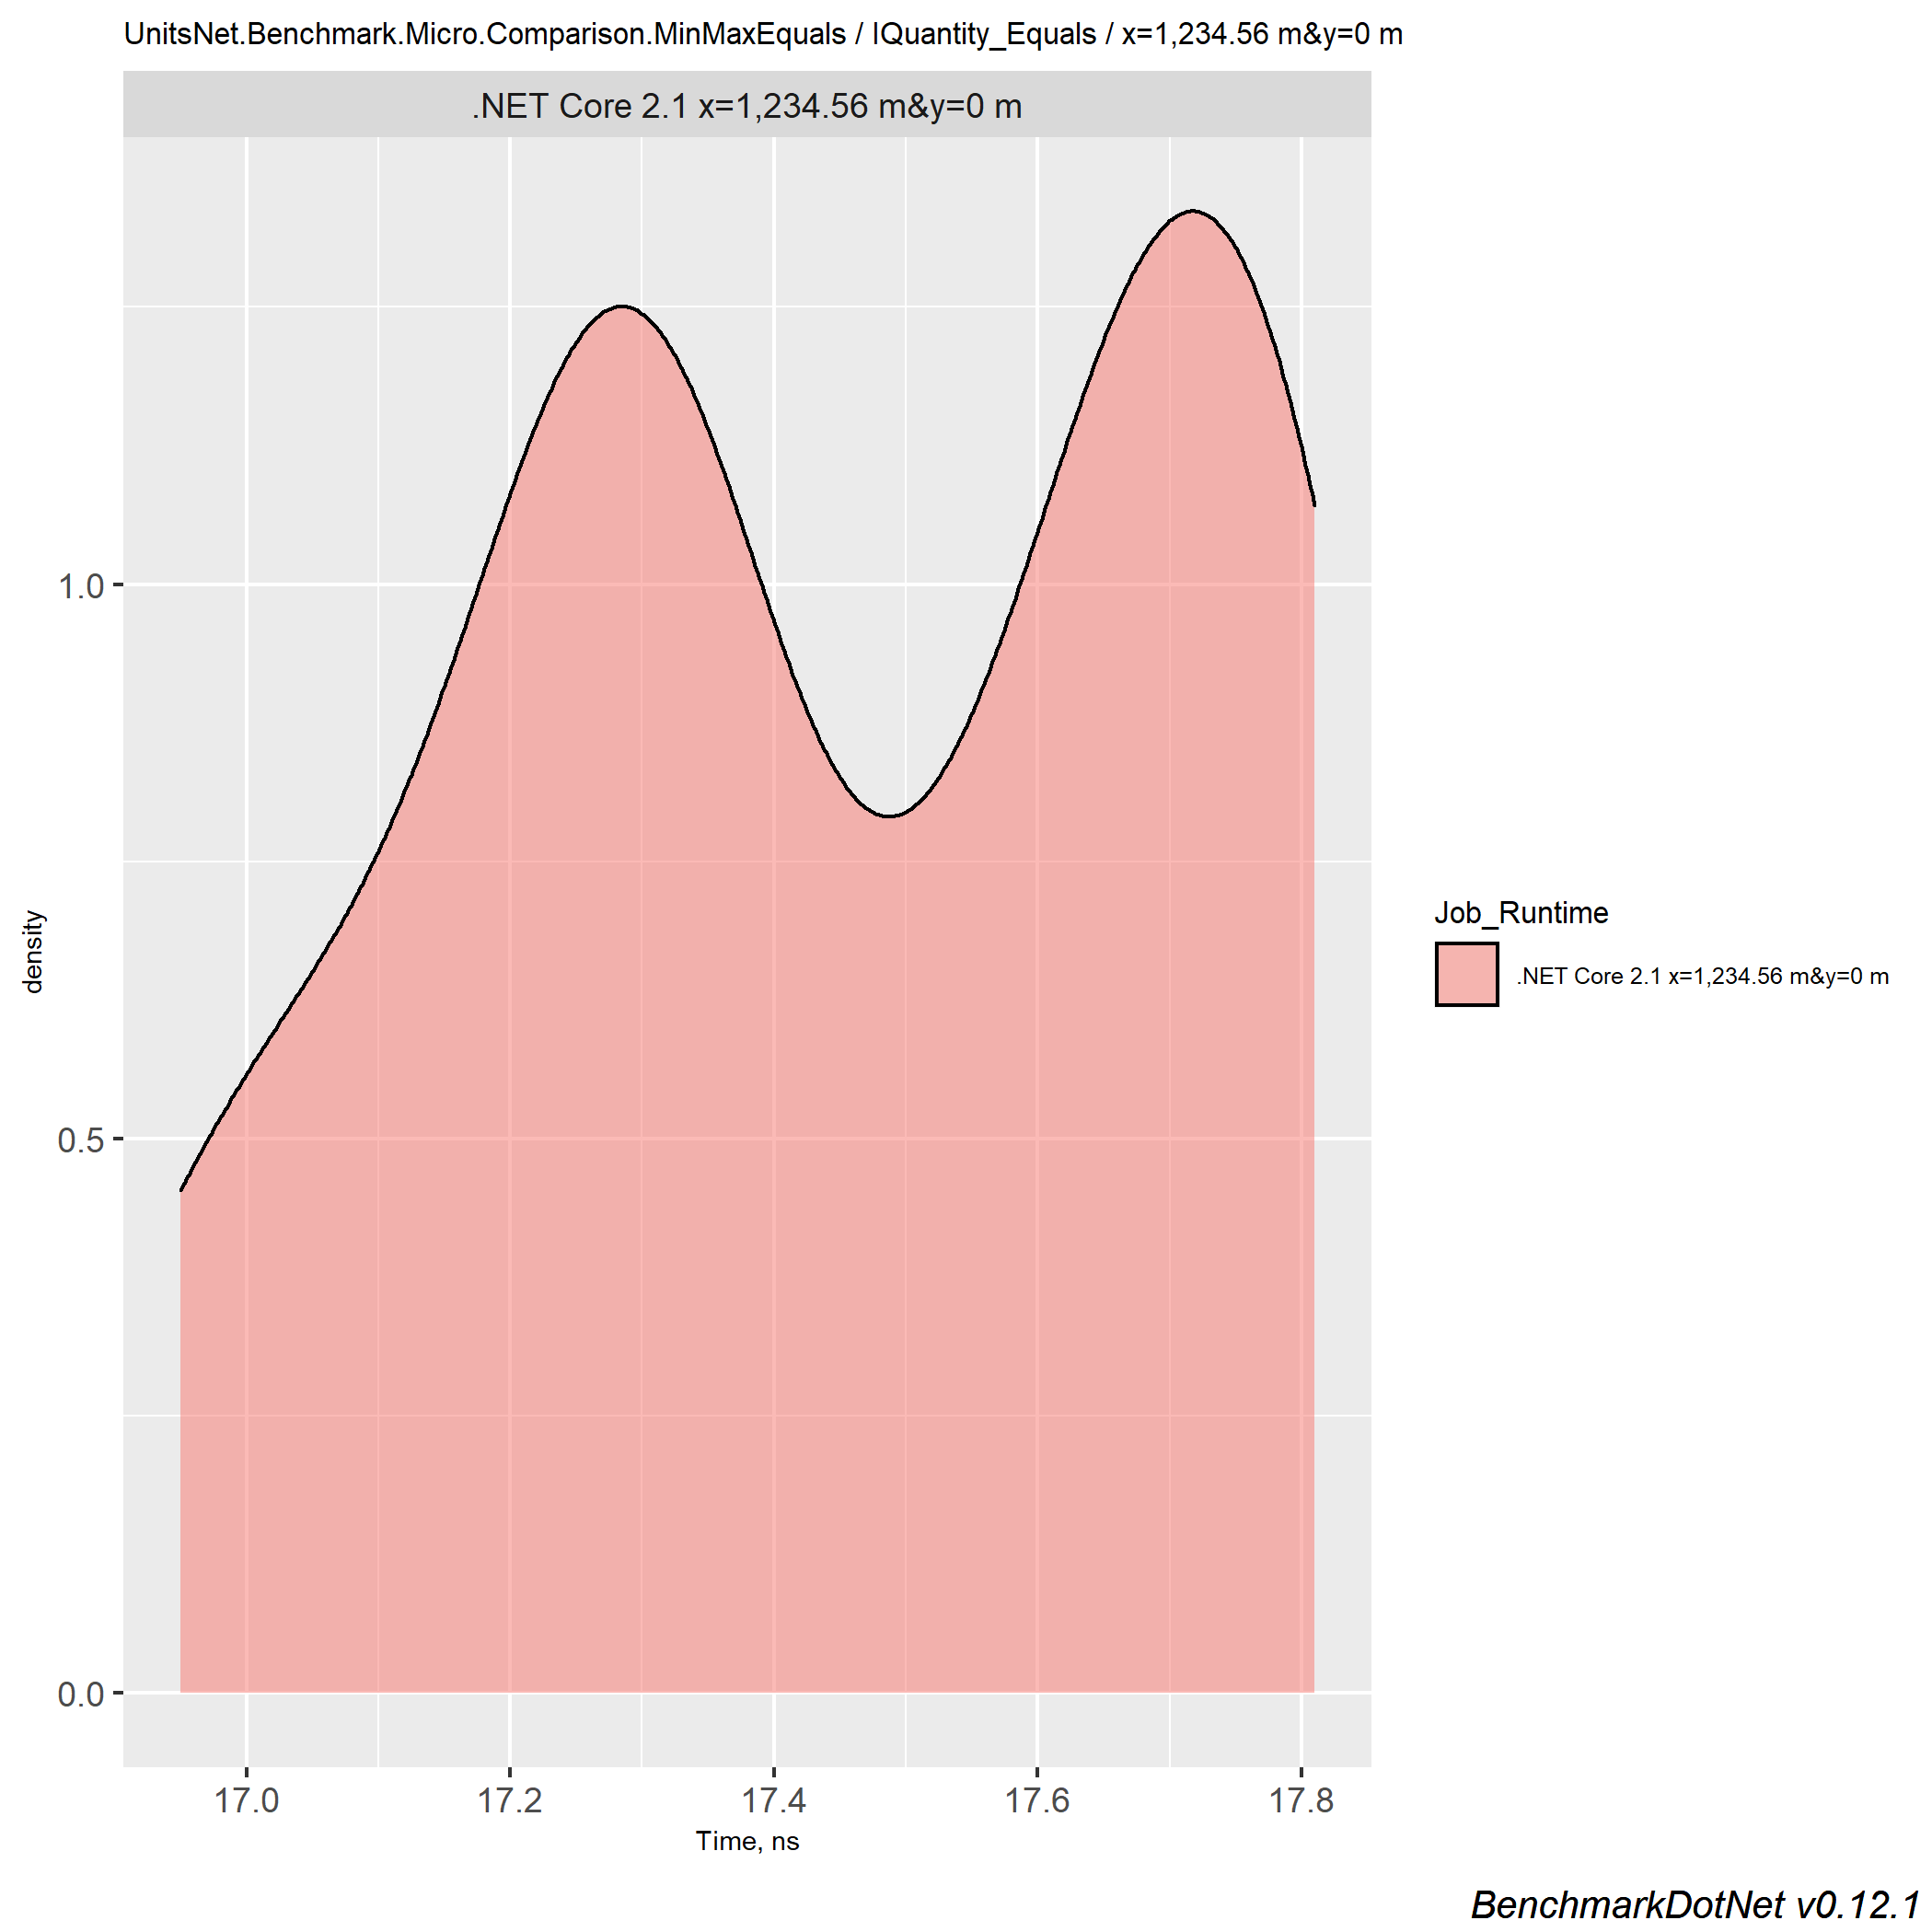 UnitsNet.Benchmark.Micro.Comparison.MinMaxEquals / IQuantity_Equals / x=1,234.56 m&y=0 m
.NET Core 2.1 x=1,234.56 m&y=0 m
1.0
0.5
0.0
density
17.0 17.2 17.4 17.6 17.8
Time, ns
Job_Runtime
.NET Core 2.1 x=1,234.56 m&y=0 m
BenchmarkDotNet v0.12.1